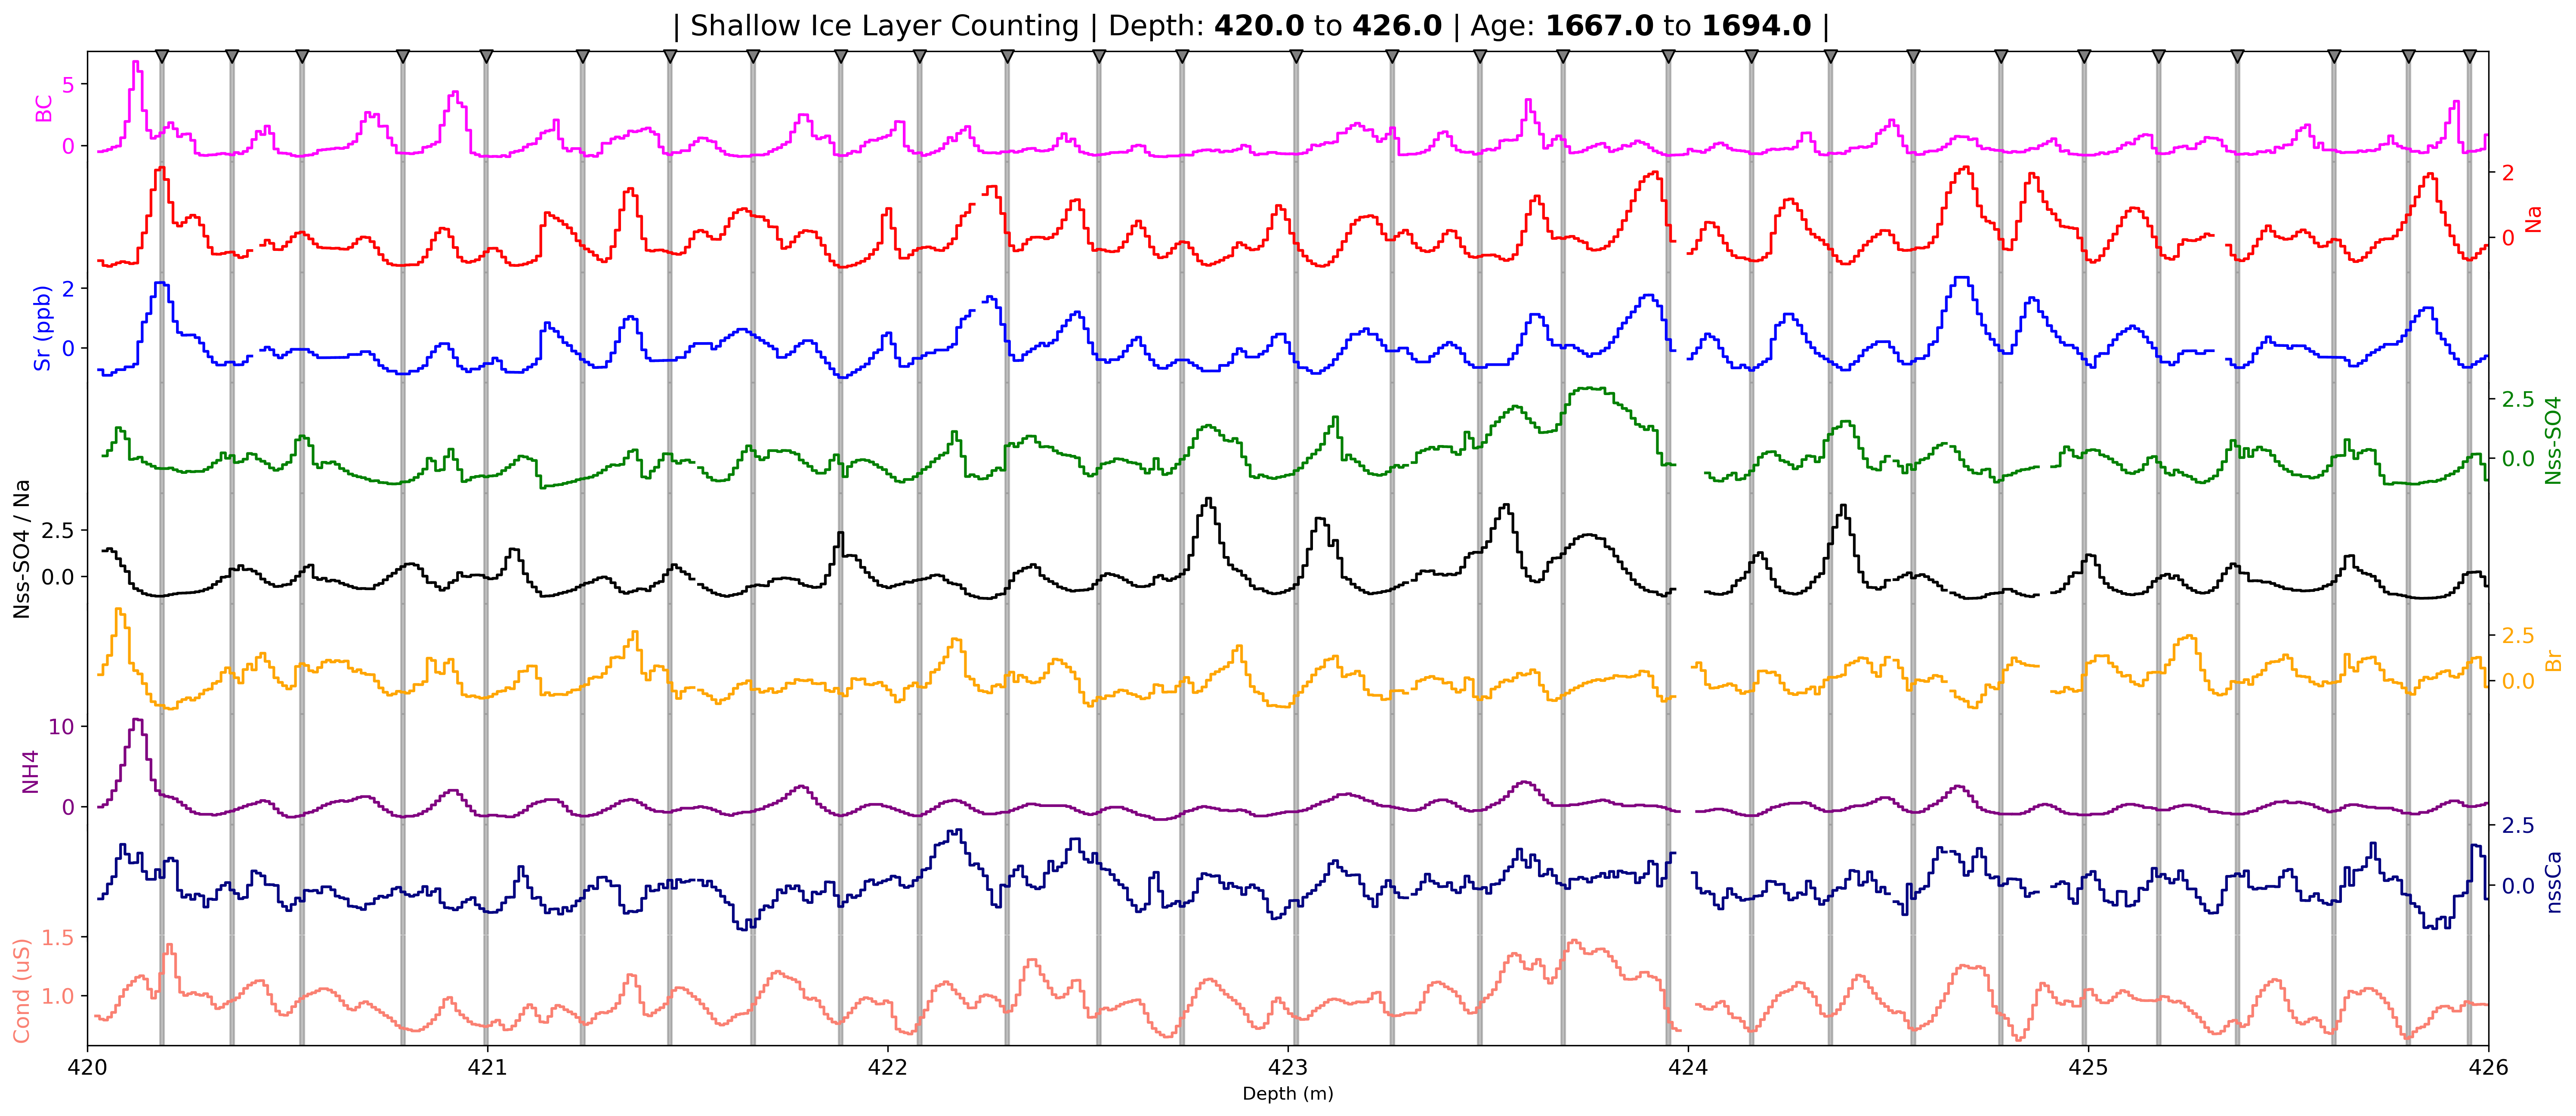 | Shallow Ice Layer Counting | Depth: 420.0 to 426.0 | Age: 1667.0 to 1694.0 |
BC
5
0
2
0
Na
Sr (ppb)
2
0
2.5
0.0
Nss-SO4
Nss-SO4 / Na
2.5
0.0
2.5
0.0
Br
NH4
10
0
2.5
0.0
nssCa
Cond (uS)
1.5
1.0
420 421 422 423 424 425 426
Depth (m)